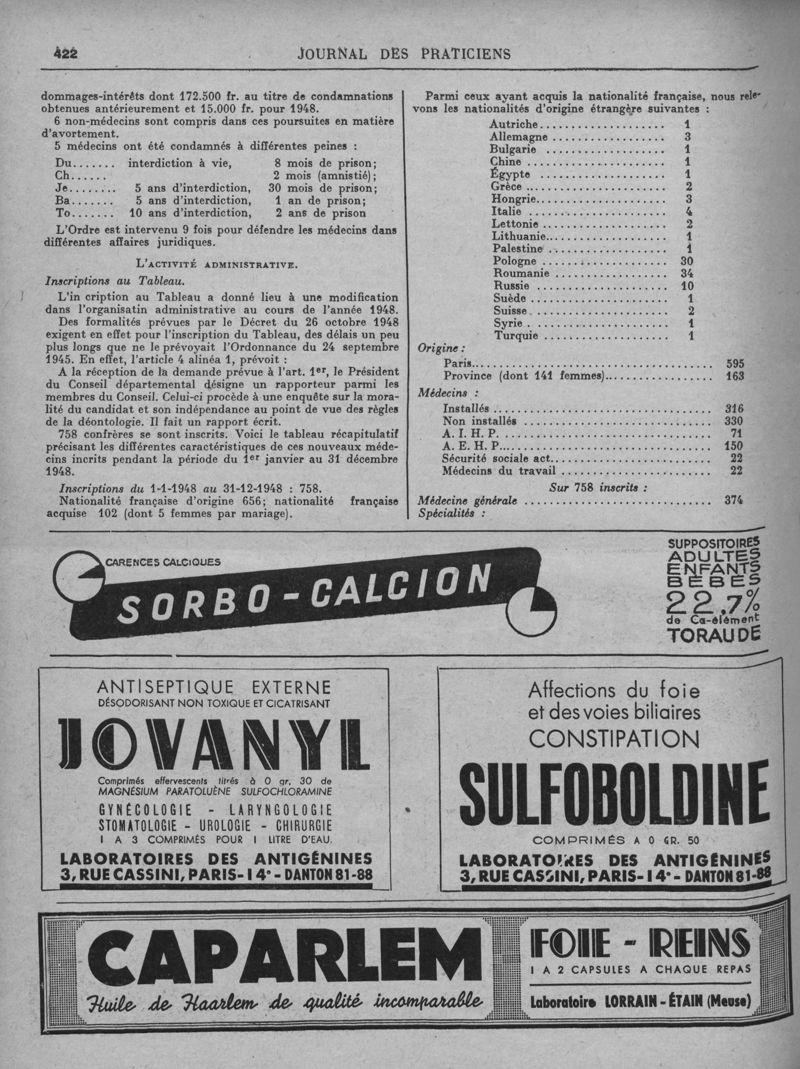 422
JOURNAL DES PRATICIENS
dommages-intérêts dont 172.500 fr. au titre de condamnations
obtenues antérieurement et 15.000 fr. pour 1948.
6 non-médecins sont compris dans ces poursuites en matière
d'avortement.
5 médecins ont été condamnés à différentes peines :
Du....... interdiction à vie, 8 mois de prison;
Ch...... 2 mois (amnistié);
Je........ 5 ans d'interdiction, 30 mois de prison;
Ba....... 5 ans d'interdiction, 1 an de prison;
To....... 10 ans d'interdiction, 2 ans de prison
L'Ordre est intervenu 9 fois pour défendre les médecins dans
différentes affaires juridiques.
L'ACTIVITÉ ADMINISTRATIVE.
Inscriptions au Tableau.
L'in cription au Tableau a donné lieu à une modification
dans l'organisatin administrative au cours de l'année 1948.
Des formalités prévues par le Décret du 26 octobre 1948
exigent en effet pour l'inscription du Tableau, des délais un peu
plus longs que ne le prévoyait l'Ordonnance du 24 septembre
1945. En effet, l'article 4 alinéa 1, prévoit :
A la réception de la demande prévue à l'art. 1er, le Président
du Conseil départemental désigne un rapporteur parmi les
membres du Conseil. Celui-ci procède à une enquête sur la mora-
lité du candidat et son indépendance au point de vue des règles
de la déontologie. Il fait un rapport écrit.
758 confrères se sont inscrits. Voici le tableau récapitulatif
précisant les différentes caractéristiques de ces nouveaux méde-
cins incrits pendant la période du 1er janvier au 31 décembre
1948.
Inscriptions du 1-1-1948 au 31-12-1948 : 758.
Nationalité française d'origine 656; nationalité française
acquise 102 (dont 5 femmes par mariage).
Parmi ceux ayant acquis la nationalité française, nous rele-
vons les nationalités d'origine étrangère suivantes :
Autriche.................... 1
Allemagne .................. 3
Bulgarie ................... 1
Chine ...................... 1
Égypte .................... 1
Grèce ...................... 2
Hongrie..................... 3
Italie ...................... 4
Lettonie .................... 2
Lithuanie.................... 1
Palestine ................... 1
Pologne .................... 30
Roumanie .................. 34
Russie ..................... 10
Suède ...................... 1
Suisse...................... 2
Syrie ....................... 1
Turquie .................... 1
Origine :
Paris....................................... 595
Province (dont 141 femmes)................. 163
Médecins :
Installés ................................... 316
Non installés .............................. 330
A. I. H. P. ................................. 71
A. E. H. P.................................. 150
Sécurité sociale act.......................... 22
Médecins du travail ........................ 22
Sur 758 inscrits :
Médecine générale .............................. 374
Spécialités :
CARENCES CALCIQUES
SORBO-CALCION
SUPPOSITOIRES
ADULTES
ENFANTS
BEBES
22.7%
de Ca-élément
TORAUDE
ANTISEPTIQUE EXTERNE
DÉSODORISANT NON TOXIQUE ET CICATRISANT
JOVANYL
Comprimés effervescents titrés à 0 gr. 30 de
MAGNÉSIUM PARATOLUÈNE SULFOCHLORAMINE
GYNÉCOLOGIE - LARYNGOLOGIE
STOMATOLOGIE - UROLOGIE - CHIRURGIE
1 A 3 COMPRIMÉS POUR 1 LITRE D'EAU.
LABORATOIRES DES ANTIGÉNINES
3, RUE CASSINI, PARIS-14e - DANTON 81-88
Affections du foie
et des voies biliaires
CONSTIPATION
SULFOBOLDINE
COMPRIMÉS A 0 GR. 50
LABORATOIRES DES ANTIGÉNINES
3, RUE CASSINI, PARIS-14e - DANTON 81-88
CAPARLEM
Huile de Haarlem de qualité incomparable
FOIE - REINS
1 A 2 CAPSULES A CHAQUE REPAS
Laboratoire LORRAIN - ÉTAIN (Meuse)